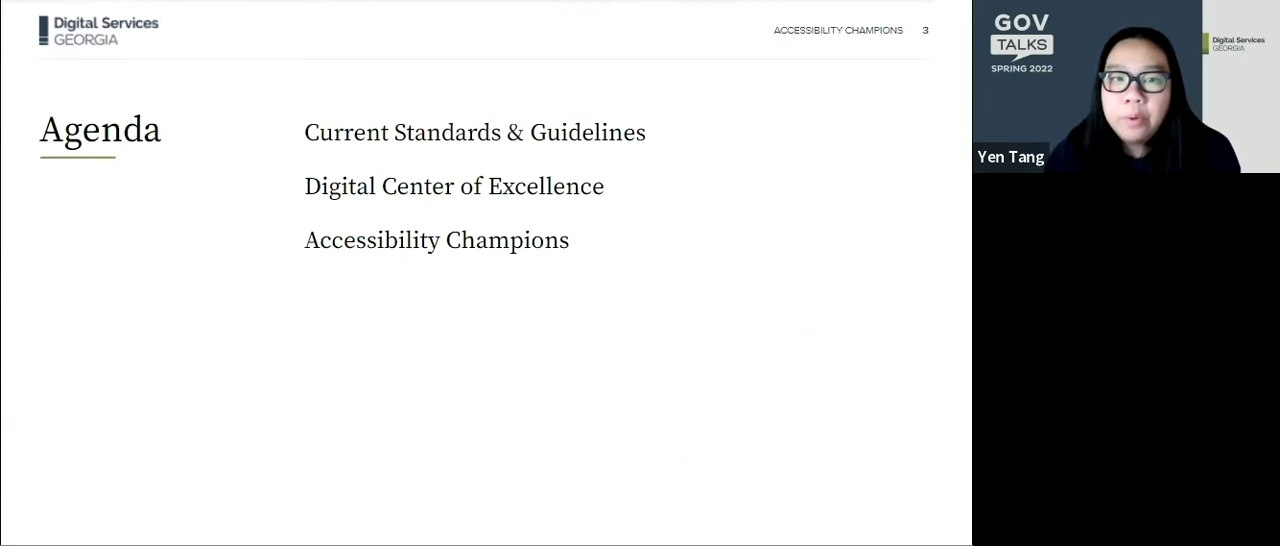 Digital Services
GEORGIA
ACCESSIBILITY CHAMPIONS 3
Agenda
Current Standards & Guidelines
Digital Center of Excellence
Accessibility Champions
GOV
TALKS
SPRING 2022
Digital Services
GEORGIA
Yen Tang